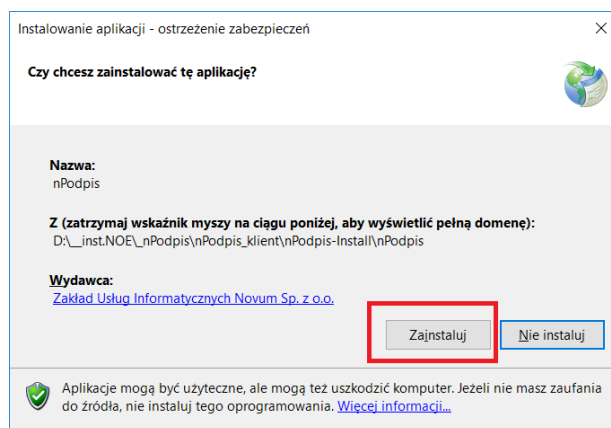 Instalowanie aplikacji - ostrzeżenie zabezpieczeń
Czy chcesz zainstalować tę aplikację?
Nazwa:
nPodpis
Z (zatrzymaj wskaźnik myszy na ciągu poniżej, aby wyświetlić pełną domenę):
D:\__inst.NOE\_nPodpis\nPodpis_klient\nPodpis-Install\nPodpis
Wydawca:
Zakład Usług Informatycznych Novum Sp. z o.o.
Zainstaluj
Nie instaluj
Aplikacje mogą być użyteczne, ale mogą też uszkodzić komputer. Jeżeli nie masz zaufania
do źródła, nie instaluj tego oprogramowania. Więcej informacji...